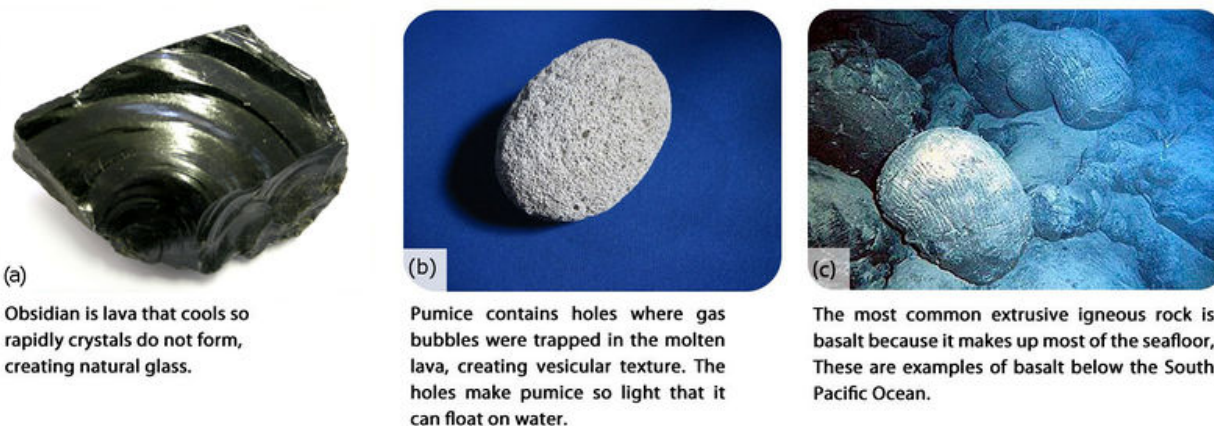 (a)
Obsidian is lava that cools so
rapidly crystals do not form,
creating natural glass.
(b)
Pumice contains holes where gas
bubbles were trapped in the molten
lava, creating vesicular texture. The
holes make pumice so light that it
can float on water.
(c)
The most common extrusive igneous rock is
basalt because it makes up most of the seafloor,
These are examples of basalt below the South
Pacific Ocean.